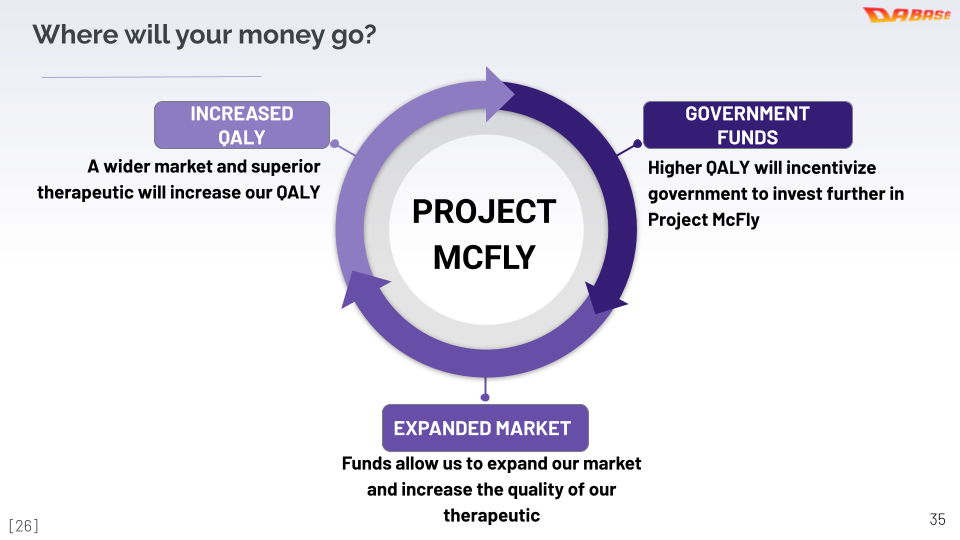 Where will your money go?
DABASE
INCREASED
QALY
A wider market and superior
therapeutic will increase our QALY
GOVERNMENT
FUNDS
Higher QALY will incentivize
government to invest further in
Project McFly
PROJECT
MCFLY
EXPANDED MARKET
Funds allow us to expand our market
and increase the quality of our
therapeutic
[26]
35